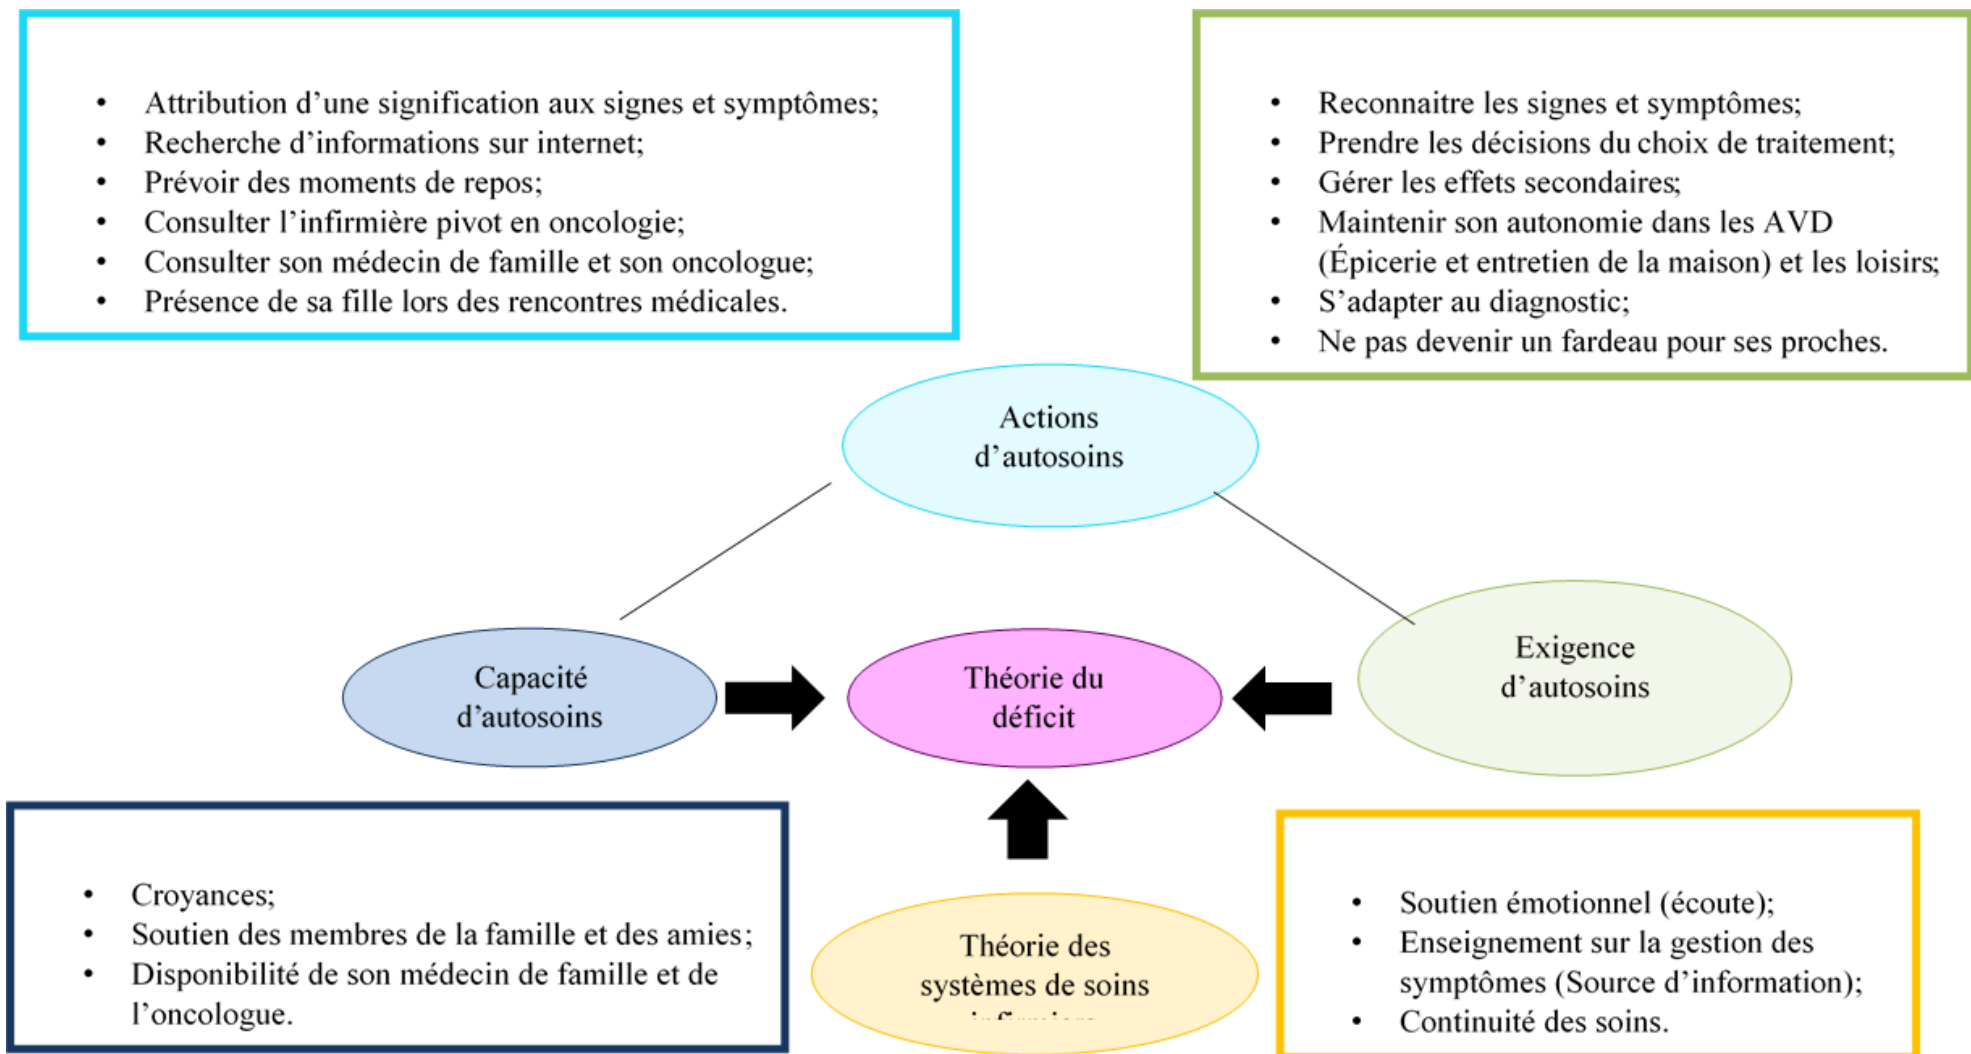 • Attribution d’une signification aux signes et symptômes;
• Recherche d’informations sur internet;
• Prévoir des moments de repos;
• Consulter l’infirmière pivot en oncologie;
• Consulter son médecin de famille et son oncologue;
• Présence de sa fille lors des rencontres médicales.
• Reconnaitre les signes et symptômes;
• Prendre les décisions du choix de traitement;
• Gérer les effets secondaires;
• Maintenir son autonomie dans les AVD
(Épicerie et entretien de la maison) et les loisirs;
• S’adapter au diagnostic;
• Ne pas devenir un fardeau pour ses proches.
Actions
d’autosoins
Capacité
d’autosoins
Théorie du
déficit
Exigence
d’autosoins
• Croyances;
• Soutien des membres de la famille et des amies;
• Disponibilité de son médecin de famille et de
l’oncologue.
Théorie des
systèmes de soins
• Soutien émotionnel (écoute);
• Enseignement sur la gestion des
symptômes (Source d’information);
• Continuité des soins.